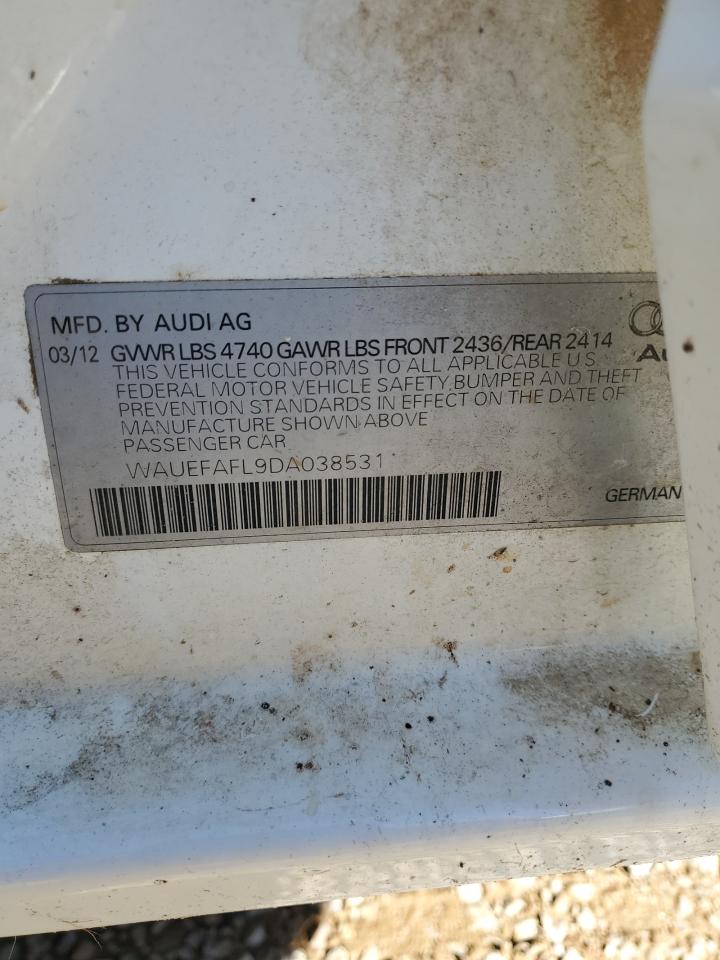 MFD. BY AUDI AG
03/12 GVWR LBS 4740 GAWR LBS FRONT 2436/REAR 2414
THIS VEHICLE CONFORMS TO ALL APPLICABLE U.S.
FEDERAL MOTOR VEHICLE SAFETY, BUMPER AND THEFT
PREVENTION STANDARDS IN EFFECT ON THE DATE OF
MANUFACTURE SHOWN ABOVE
PASSENGER CAR
WAUEFAFL9DA038531
GERMAN